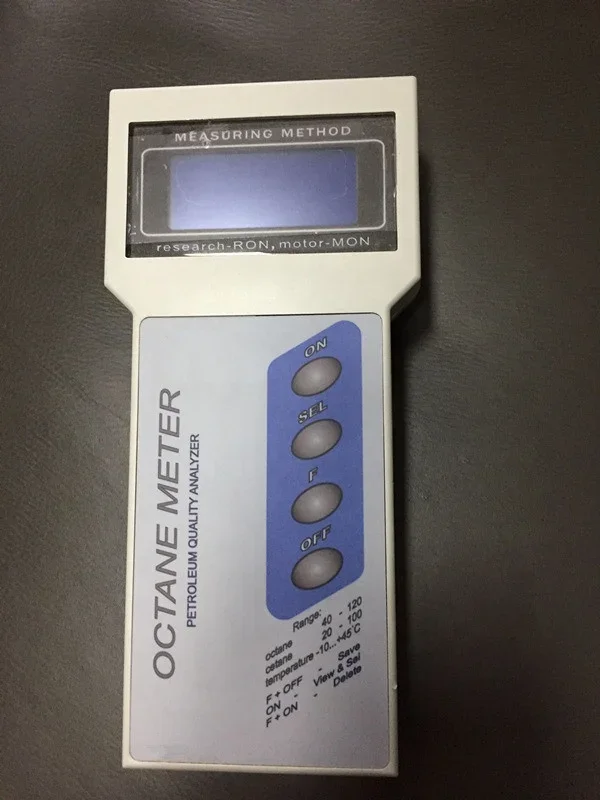 MEASURING METHOD
research-RON, motor-MON
OCTANE METER
PETROLEUM QUALITY ANALYZER
ON
SEL
F
OFF
Range:
octane 40 - 120
cetane 20 - 100
temperature -10...+45°C
F + OFF - Save
ON - View & Sel
F + ON - Delete